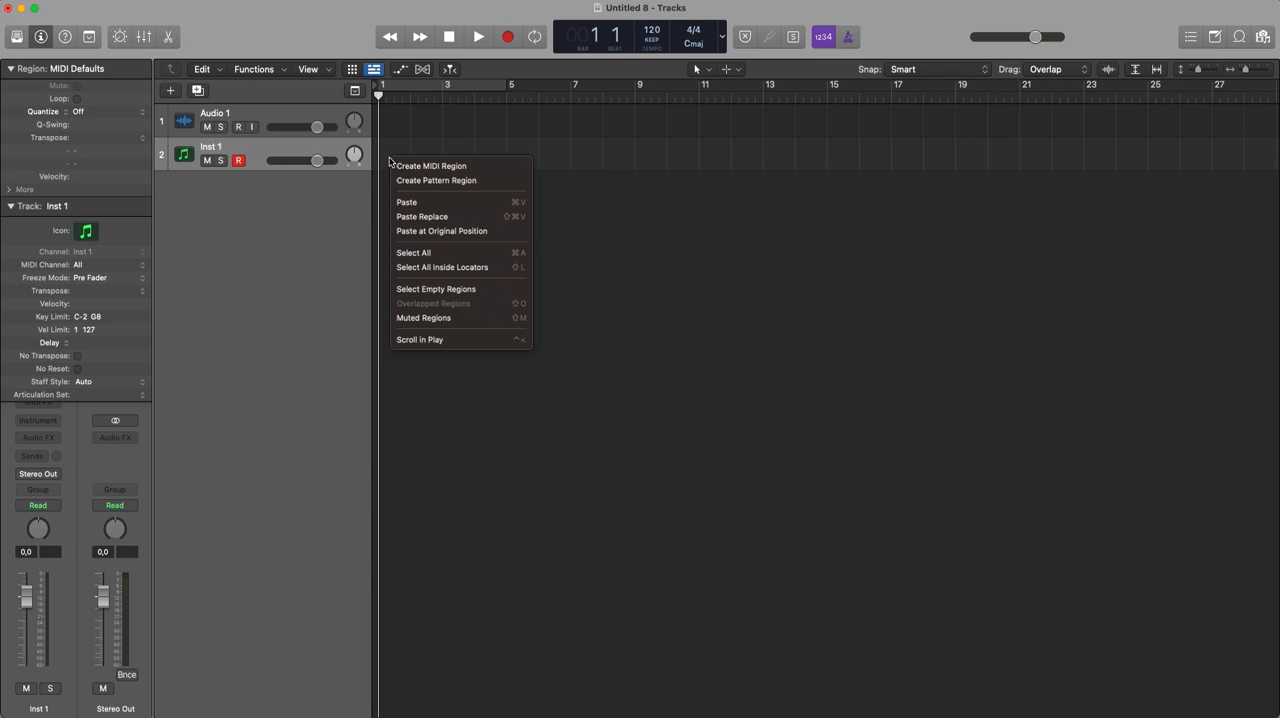 Untitled 8 - Tracks
001 1
BAR BEAT
120
KEEP
TEMPO
4/4
Cmaj
1234
Region: MIDI Defaults
Edit Functions View
Snap: Smart
Drag: Overlap
Mute:
Loop:
Quantize Off
Q-Swing:
Transpose:
Velocity:
More
Track: Inst 1
Icon:
Channel: Inst 1
MIDI Channel: All
Freeze Mode: Pre Fader
Transpose:
Velocity:
Key Limit: C-2 G8
Vel Limit: 1 127
Delay
No Transpose:
No Reset:
Staff Style: Auto
Articulation Set:
Instrument
Audio FX Audio FX
Sends
Stereo Out
Group Group
Read Read
0,0 0,0
Bnce
M S M
Inst 1 Stereo Out
1 3 5 7 9 11 13 15 17 19 21 23 25 27
1 Audio 1
M S R I
2 Inst 1
M S R
Create MIDI Region
Create Pattern Region
Paste ⌘V
Paste Replace ⇧⌘V
Paste at Original Position
Select All ⌘A
Select All Inside Locators ⇧L
Select Empty Regions
Overlapped Regions ⇧O
Muted Regions ⇧M
Scroll in Play ⌃<